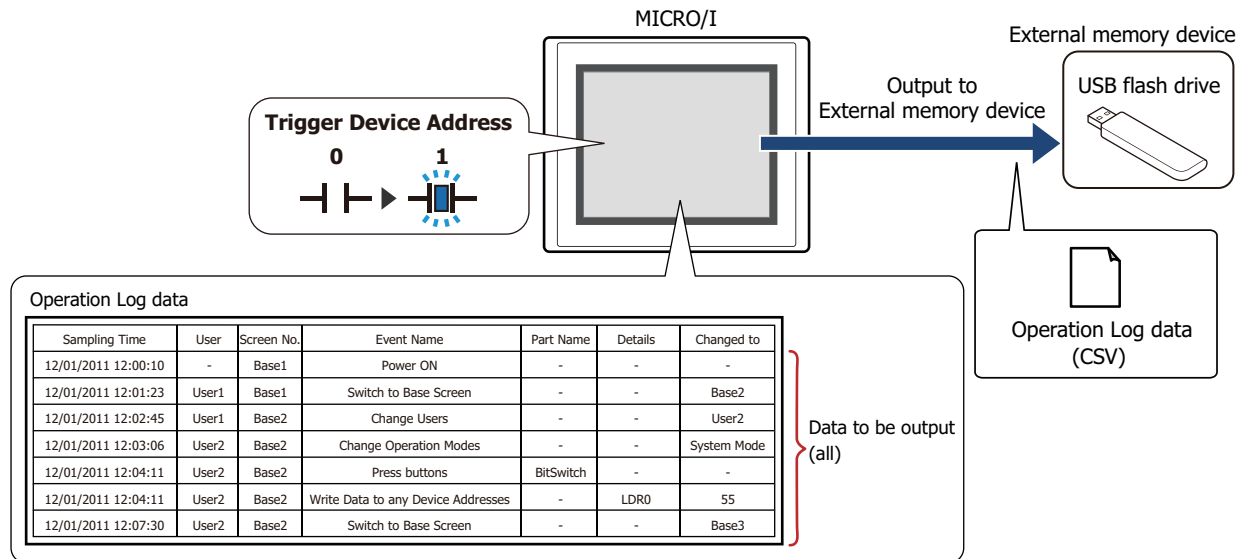 MICRO/I
External memory device
USB flash drive
Output to
External memory device
Trigger Device Address
0 1
Operation Log data
(CSV)
Operation Log data
Sampling Time User Screen No. Event Name Part Name Details Changed to
12/01/2011 12:00:10 - Base1 Power ON - - -
12/01/2011 12:01:23 User1 Base1 Switch to Base Screen - - Base2
12/01/2011 12:02:45 User1 Base2 Change Users - - User2
12/01/2011 12:03:06 User2 Base2 Change Operation Modes - - System Mode
12/01/2011 12:04:11 User2 Base2 Press buttons BitSwitch - -
12/01/2011 12:04:11 User2 Base2 Write Data to any Device Addresses - LDR0 55
12/01/2011 12:07:30 User2 Base2 Switch to Base Screen - - Base3
Data to be output
(all)